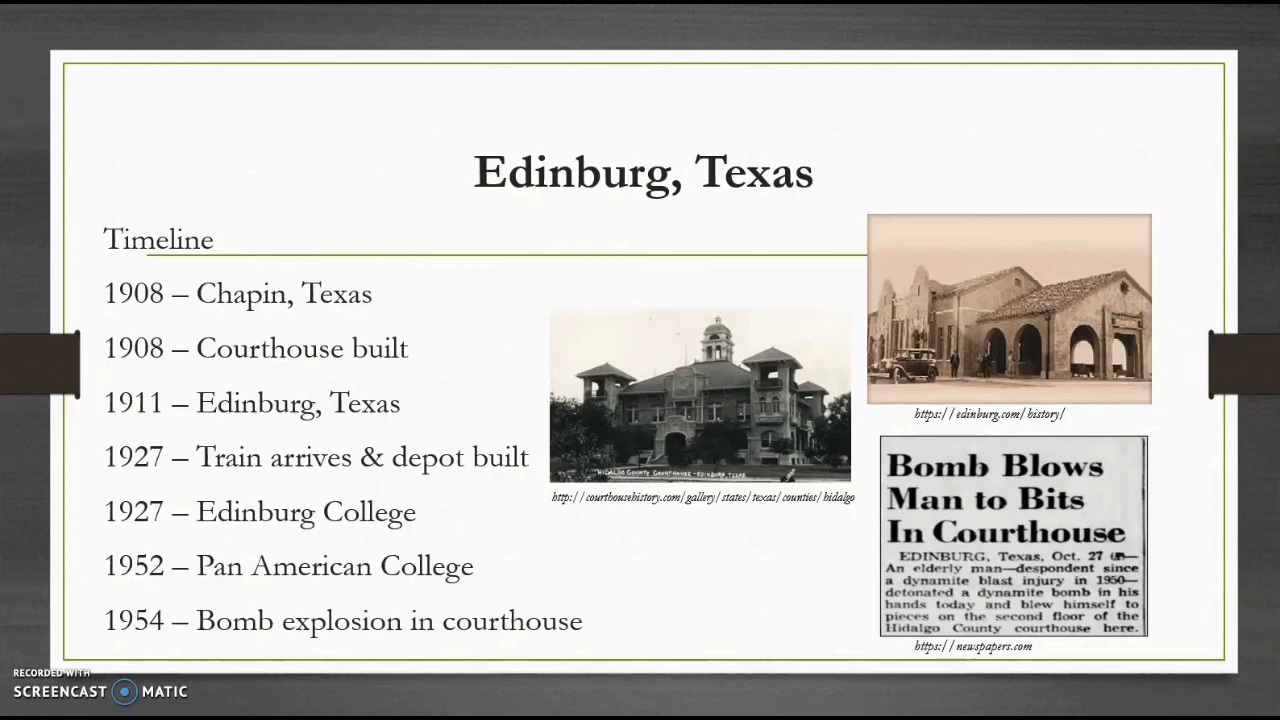 Edinburg, Texas
Timeline
1908 – Chapin, Texas
1908 – Courthouse built
1911 – Edinburg, Texas
1927 – Train arrives & depot built
1927 – Edinburg College
1952 – Pan American College
1954 – Bomb explosion in courthouse
HIDALGO COUNTY COURTHOUSE - EDINBURG TEXAS
http://courthousehistory.com/gallery/states/texas/counties/hidalgo
https://edinburg.com/history/
Bomb Blows
Man to Bits
In Courthouse
EDINBURG, Texas, Oct. 27
An elderly man—despondent since
a dynamite blast injury in 1950—
detonated a dynamite bomb in his
hands today and blew himself to
pieces on the second floor of the
Hidalgo County courthouse here.
https://newspapers.com
RECORDED WITH
SCREENCAST MATIC